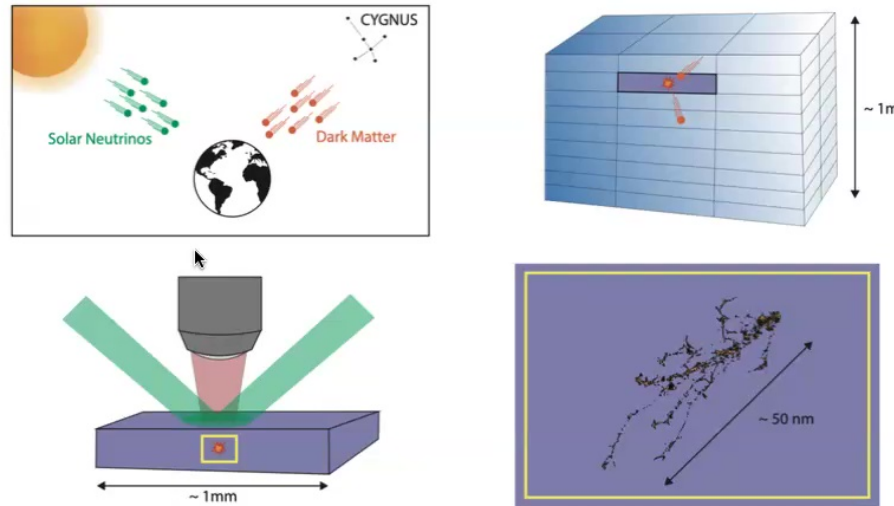 CYGNUS
Solar Neutrinos
Dark Matter
~ 1m
~ 1mm
~ 50 nm